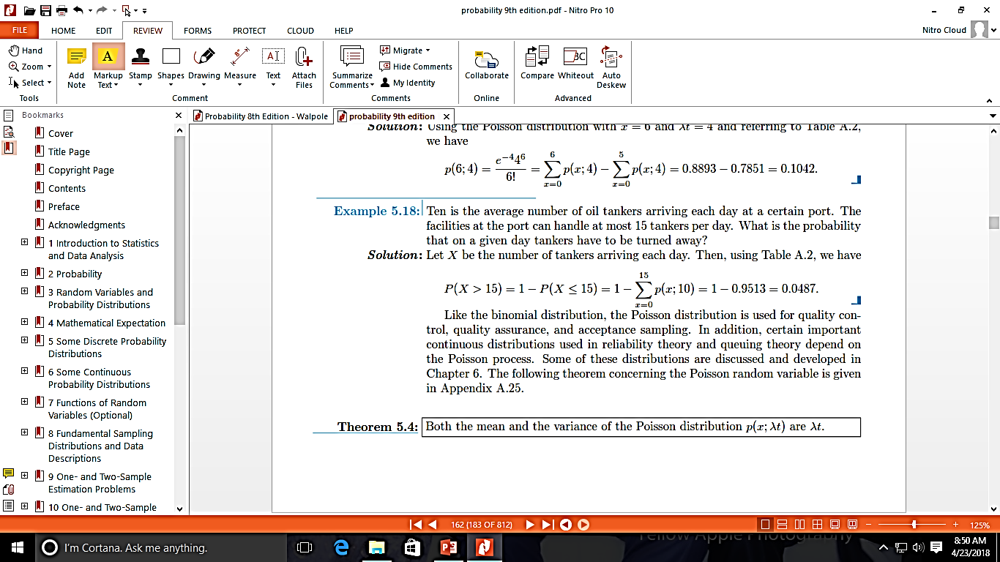 probability 9th edition.pdf - Nitro Pro 10
FILE HOME EDIT REVIEW FORMS PROTECT CLOUD HELP
Nitro Cloud
Hand
Zoom
Select
Tools
Add Note
Markup Text
Stamp
Shapes
Drawing
Measure
Text
Attach Files
Comment
Summarize Comments
Migrate
Hide Comments
My Identity
Comments
Collaborate
Online
Compare
Whiteout
Auto Deskew
Advanced
Bookmarks
Probability 8th Edition - Walpole
probability 9th edition
Cover
Title Page
Copyright Page
Contents
Preface
Acknowledgments
1 Introduction to Statistics
and Data Analysis
2 Probability
3 Random Variables and
Probability Distributions
4 Mathematical Expectation
5 Some Discrete Probability
Distributions
6 Some Continuous
Probability Distributions
7 Functions of Random
Variables (Optional)
8 Fundamental Sampling
Distributions and Data
Descriptions
9 One- and Two-Sample
Estimation Problems
10 One- and Two-Sample
Solution: Using the Poisson distribution with x = 6 and λt = 4 and referring to Table A.2,
we have
p(6; 4) = e^{-4}4^6 / 6! = ∑_{x=0}^{6} p(x; 4) − ∑_{x=0}^{5} p(x; 4) = 0.8893 − 0.7851 = 0.1042.
Example 5.18: Ten is the average number of oil tankers arriving each day at a certain port. The
facilities at the port can handle at most 15 tankers per day. What is the probability
that on a given day tankers have to be turned away?
Solution: Let X be the number of tankers arriving each day. Then, using Table A.2, we have
P(X > 15) = 1 − P(X ≤ 15) = 1 − ∑_{x=0}^{15} p(x; 10) = 1 − 0.9513 = 0.0487.
Like the binomial distribution, the Poisson distribution is used for quality con-
trol, quality assurance, and acceptance sampling. In addition, certain important
continuous distributions used in reliability theory and queuing theory depend on
the Poisson process. Some of these distributions are discussed and developed in
Chapter 6. The following theorem concerning the Poisson random variable is given
in Appendix A.25.
Theorem 5.4: Both the mean and the variance of the Poisson distribution p(x; λt) are λt.
162 (183 OF 812)
125%
Yellow Apple Photography
I'm Cortana. Ask me anything.
8:50 AM
4/23/2018